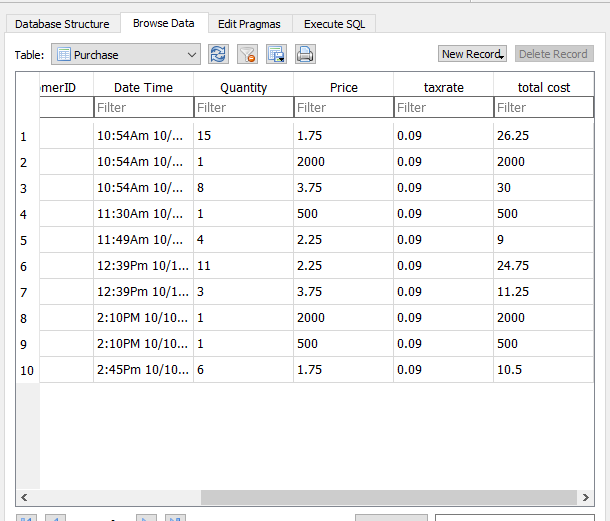 Database Structure Browse Data Edit Pragmas Execute SQL
Table: Purchase New Record Delete Record
omerID Date Time Quantity Price taxrate total cost
Filter Filter Filter Filter Filter
1 10:54Am 10/... 15 1.75 0.09 26.25
2 10:54Am 10/... 1 2000 0.09 2000
3 10:54Am 10/... 8 3.75 0.09 30
4 11:30Am 10/... 1 500 0.09 500
5 11:49Am 10/... 4 2.25 0.09 9
6 12:39Pm 10/1... 11 2.25 0.09 24.75
7 12:39Pm 10/1... 3 3.75 0.09 11.25
8 2:10PM 10/10... 1 2000 0.09 2000
9 2:10PM 10/10... 1 500 0.09 500
10 2:45Pm 10/10... 6 1.75 0.09 10.5